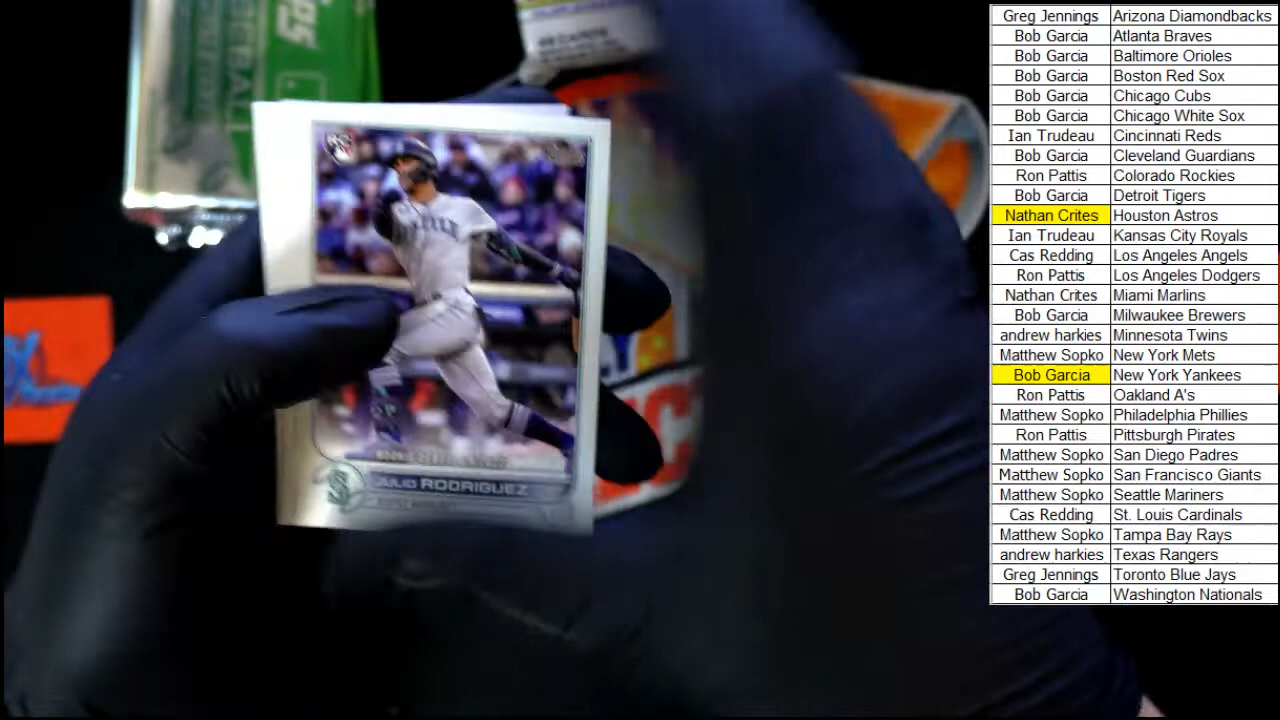 Greg Jennings Arizona Diamondbacks
Bob Garcia Atlanta Braves
Bob Garcia Baltimore Orioles
Bob Garcia Boston Red Sox
Bob Garcia Chicago Cubs
Bob Garcia Chicago White Sox
Ian Trudeau Cincinnati Reds
Bob Garcia Cleveland Guardians
Ron Pattis Colorado Rockies
Bob Garcia Detroit Tigers
Nathan Crites Houston Astros
Ian Trudeau Kansas City Royals
Cas Redding Los Angeles Angels
Ron Pattis Los Angeles Dodgers
Nathan Crites Miami Marlins
Bob Garcia Milwaukee Brewers
andrew harkies Minnesota Twins
Matthew Sopko New York Mets
Bob Garcia New York Yankees
Ron Pattis Oakland A's
Matthew Sopko Philadelphia Phillies
Ron Pattis Pittsburgh Pirates
Matthew Sopko San Diego Padres
Matthew Sopko San Francisco Giants
Matthew Sopko Seattle Mariners
Cas Redding St. Louis Cardinals
Matthew Sopko Tampa Bay Rays
andrew harkies Texas Rangers
Greg Jennings Toronto Blue Jays
Bob Garcia Washington Nationals
RC
S
JULIO RODRIGUEZ